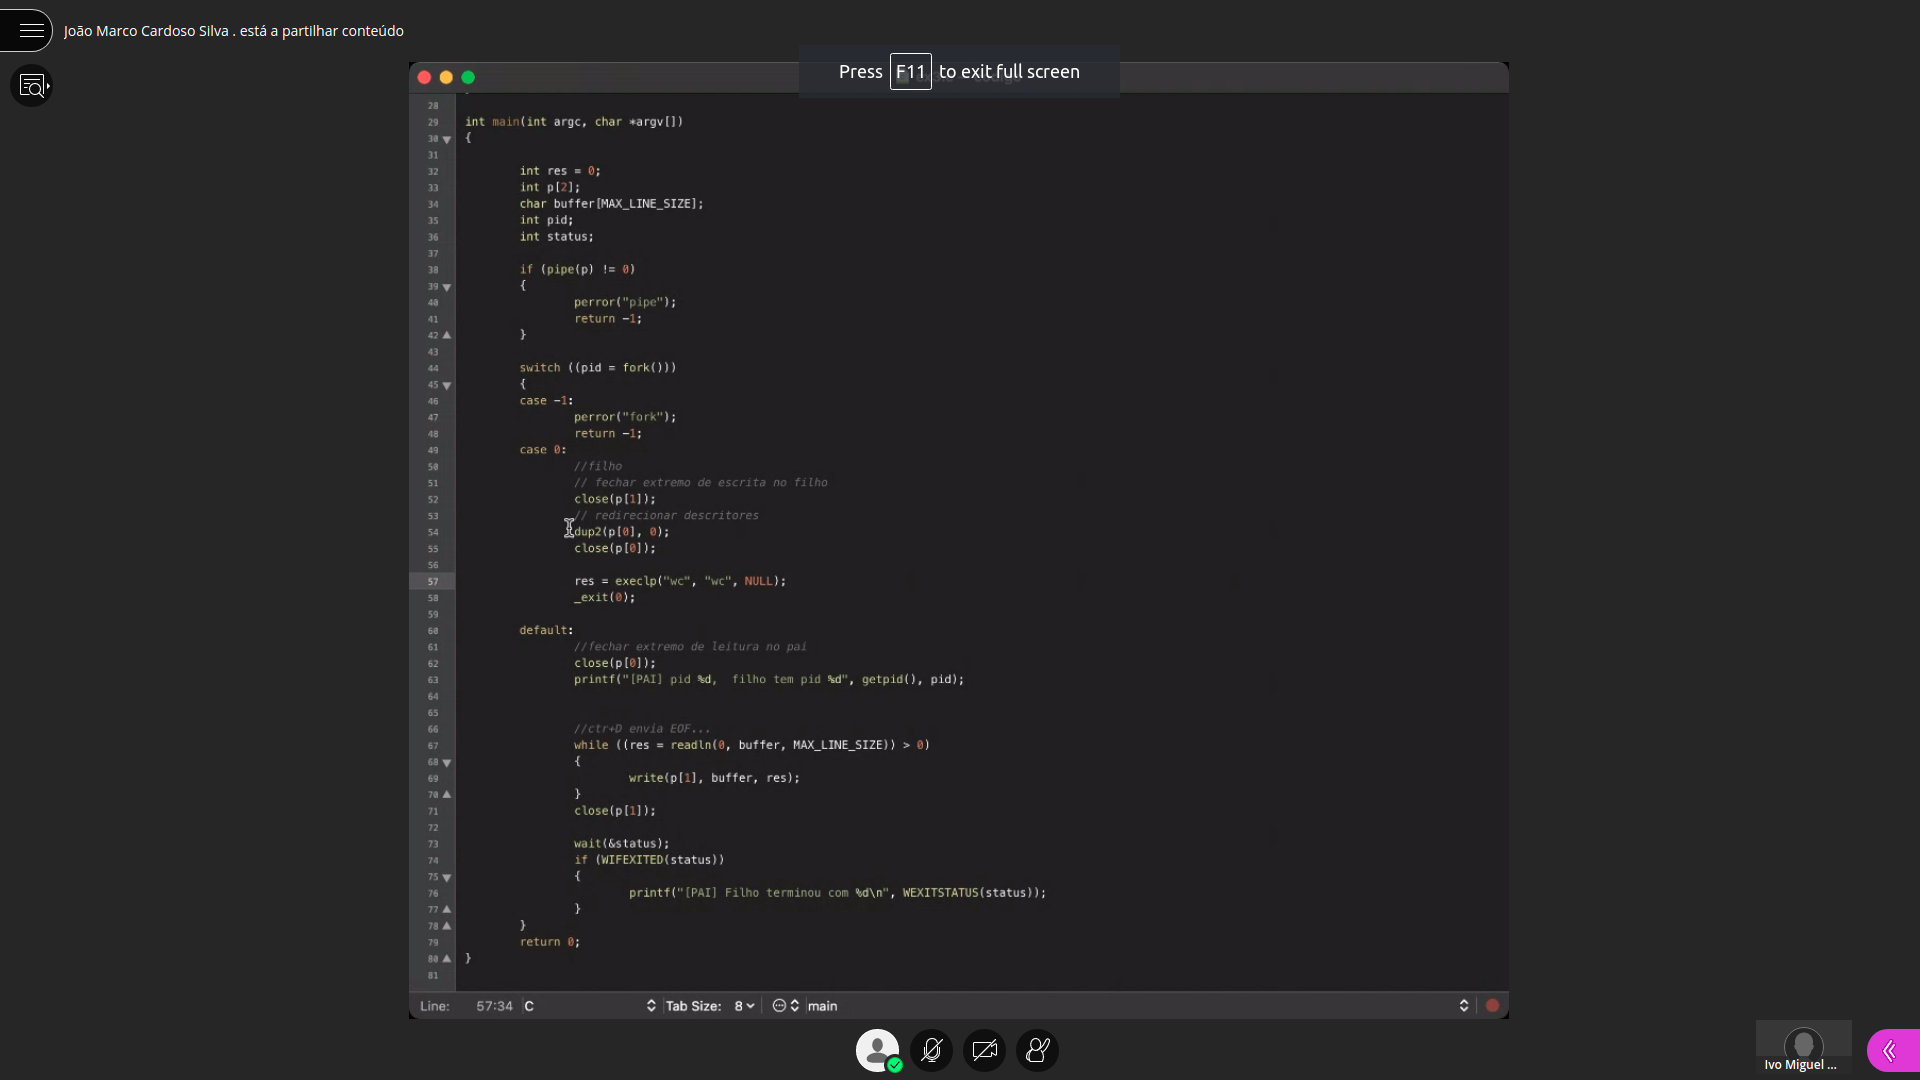 João Marco Cardoso Silva . está a partilhar conteúdo
Press F11 to exit full screen
28
29 int main(int argc, char *argv[])
30 {
31
32 int res = 0;
33 int p[2];
34 char buffer[MAX_LINE_SIZE];
35 int pid;
36 int status;
37
38 if (pipe(p) != 0)
39 {
40 perror("pipe");
41 return -1;
42 }
43
44 switch ((pid = fork()))
45 {
46 case -1:
47 perror("fork");
48 return -1;
49 case 0:
50 //filho
51 // fechar extremo de escrita no filho
52 close(p[1]);
53 // redirecionar descritores
54 dup2(p[0], 0);
55 close(p[0]);
56
57 res = execlp("wc", "wc", NULL);
58 _exit(0);
59
60 default:
61 //fechar extremo de leitura no pai
62 close(p[0]);
63 printf("[PAI] pid %d,  filho tem pid %d", getpid(), pid);
64
65
66 //ctr+D envia EOF...
67 while ((res = readln(0, buffer, MAX_LINE_SIZE)) > 0)
68 {
69 write(p[1], buffer, res);
70 }
71 close(p[1]);
72
73 wait(&status);
74 if (WIFEXITED(status))
75 {
76 printf("[PAI] Filho terminou com %d\n", WEXITSTATUS(status));
77 }
78 }
79 return 0;
80 }
81
Line: 57:34 C Tab Size: 8 main
Ivo Miguel ...